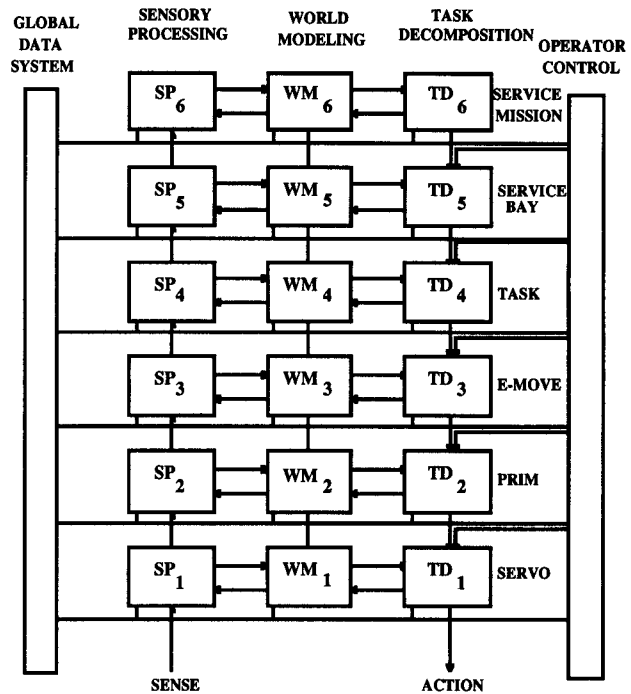 GLOBAL
DATA
SYSTEM
SENSORY
PROCESSING
WORLD
MODELING
TASK
DECOMPOSITION
OPERATOR
CONTROL
SP6
WM6
TD6
SERVICE
MISSION
SP5
WM5
TD5
SERVICE
BAY
SP4
WM4
TD4
TASK
SP3
WM3
TD3
E-MOVE
SP2
WM2
TD2
PRIM
SP1
WM1
TD1
SERVO
SENSE
ACTION